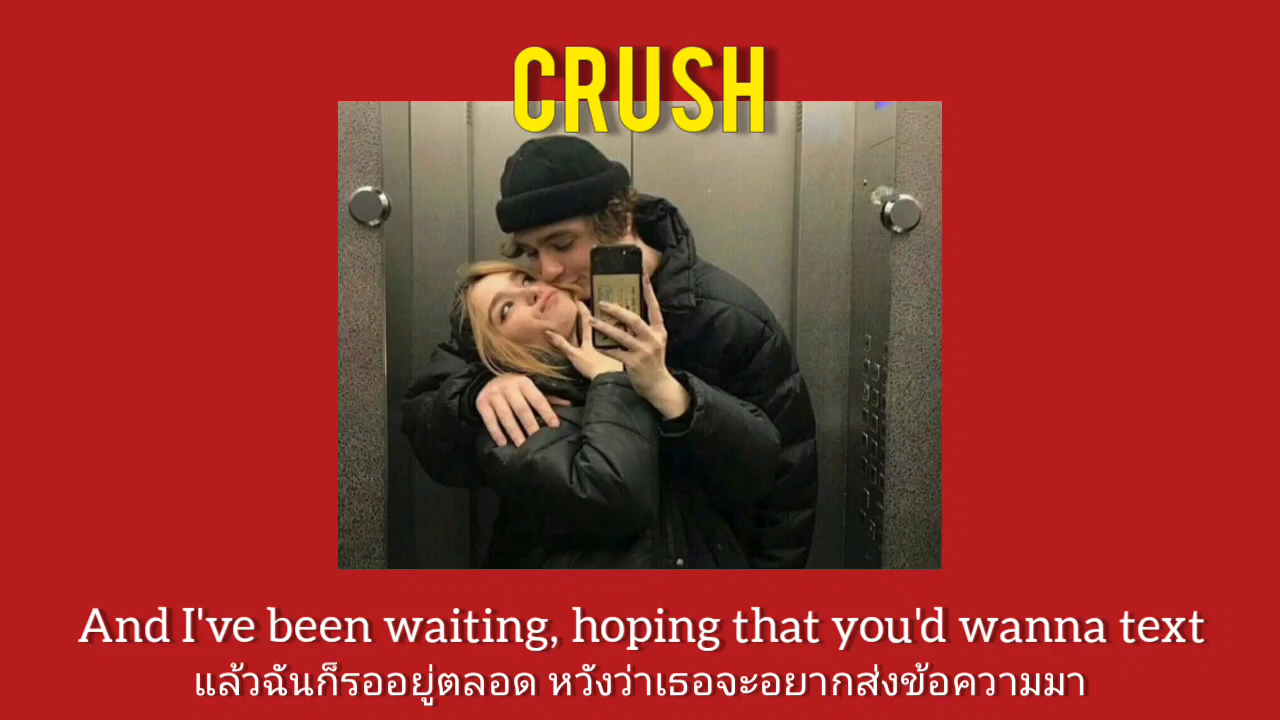 CRUSH
And I've been waiting, hoping that you'd wanna text
แล้วฉันก็รออยู่ตลอด หวังว่าเธอจะอยากส่งข้อความมา